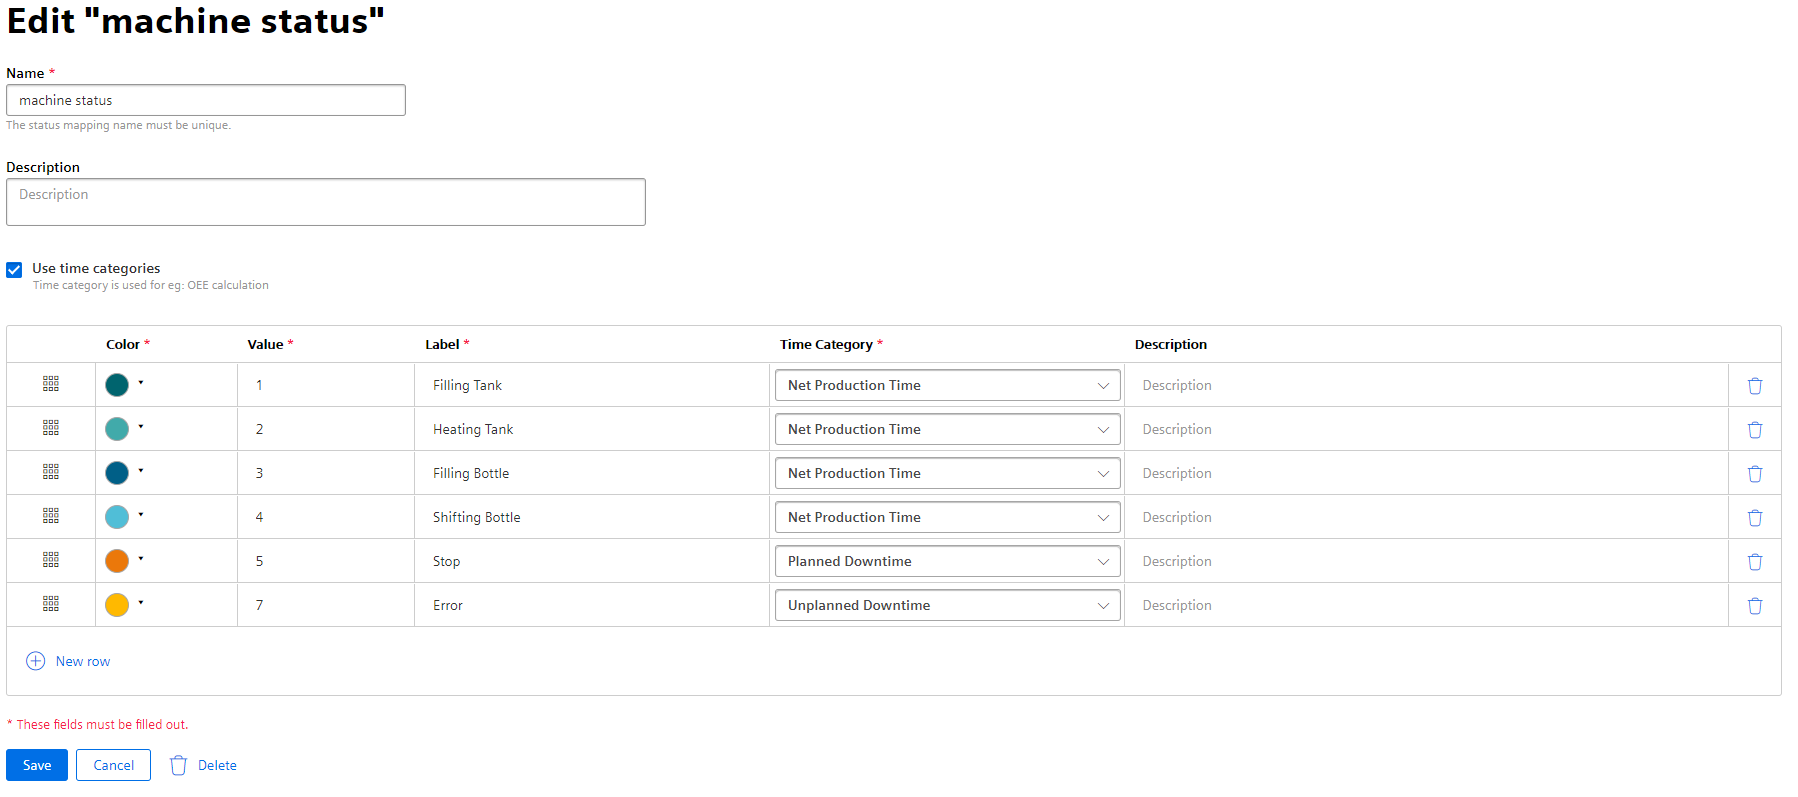 Edit "machine status"
Name *
machine status
The status mapping name must be unique.
Description
Description
Use time categories
Time category is used for eg: OEE calculation
Color * Value * Label * Time Category * Description
1 Filling Tank Net Production Time Description
2 Heating Tank Net Production Time Description
3 Filling Bottle Net Production Time Description
4 Shifting Bottle Net Production Time Description
5 Stop Planned Downtime Description
7 Error Unplanned Downtime Description
New row
* These fields must be filled out.
Save Cancel Delete